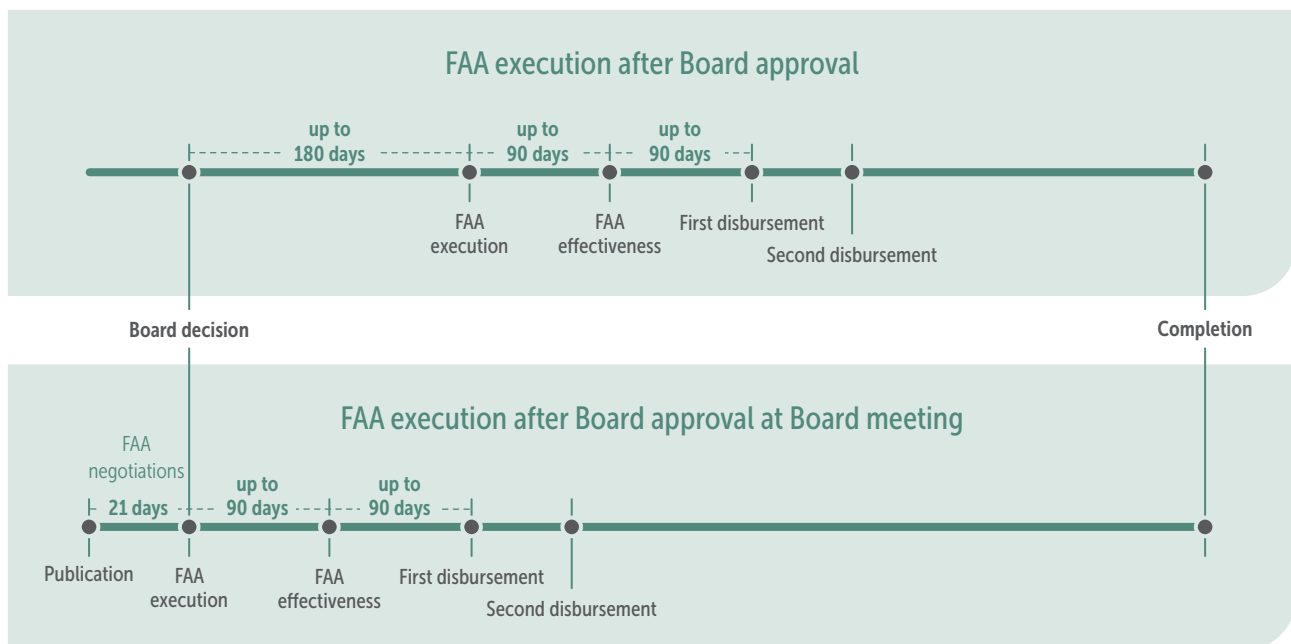 FAA execution after Board approval
up to
180 days
up to
90 days
up to
90 days
FAA
execution
FAA
effectiveness
First disbursement
Second disbursement
Board decision
Completion
FAA execution after Board approval at Board meeting
FAA
negotiations
21 days
up to
90 days
up to
90 days
Publication
FAA
execution
FAA
effectiveness
First disbursement
Second disbursement